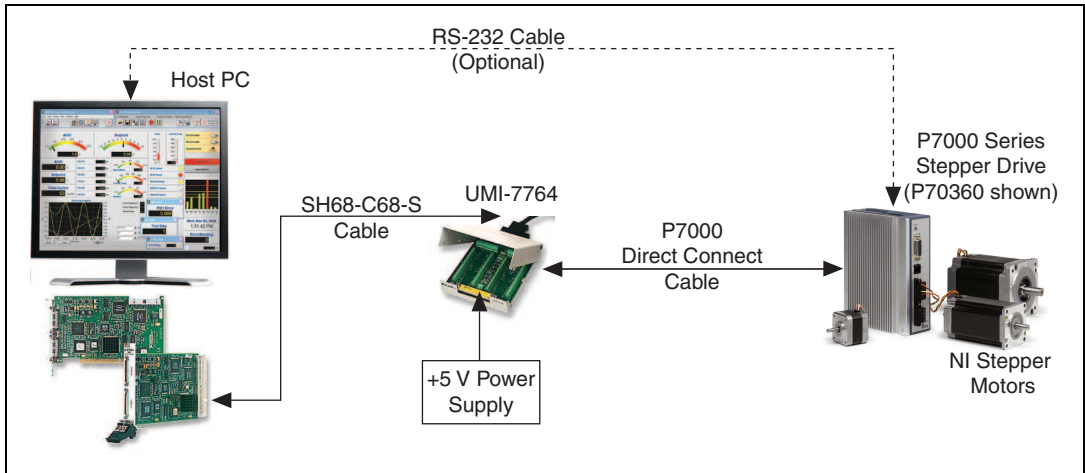 RS-232 Cable
(Optional)
Host PC
P7000 Series
Stepper Drive
(P70360 shown)
SH68-C68-S
Cable
UMI-7764
P7000
Direct Connect
Cable
+5 V Power
Supply
NI Stepper
Motors